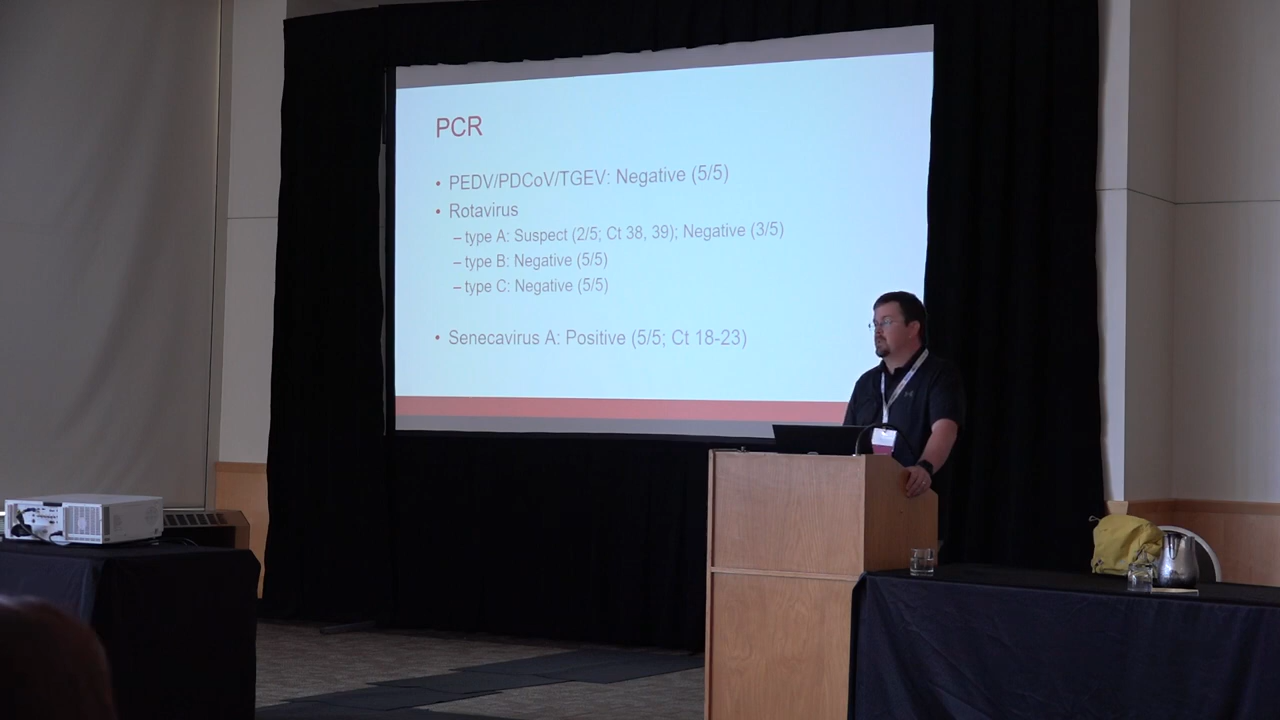 PCR
• PEDV/PDCoV/TGEV: Negative (5/5)
• Rotavirus
– type A: Suspect (2/5; Ct 38, 39); Negative (3/5)
– type B: Negative (5/5)
– type C: Negative (5/5)
• Senecavirus A: Positive (5/5; Ct 18-23)